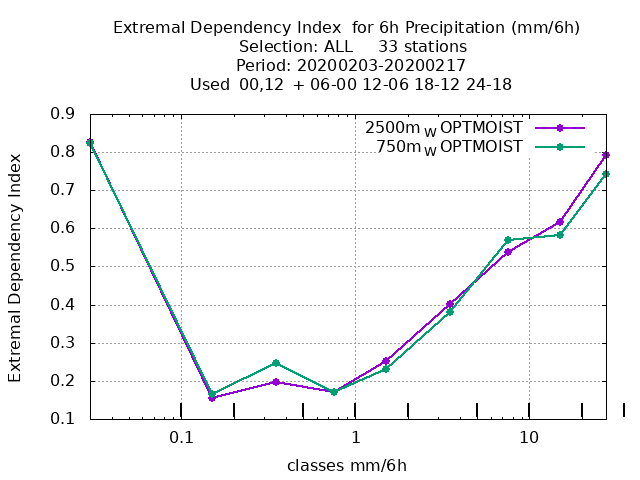 Extremal Dependency Index  for 6h Precipitation (mm/6h)
Selection: ALL     33 stations
Period: 20200203-20200217
Used  00,12  + 06-00 12-06 18-12 24-18
2500m W OPTMOIST
750m W OPTMOIST
0.9
0.8
0.7
0.6
0.5
0.4
0.3
0.2
0.1
Extremal Dependency Index
0.1 1 10
classes mm/6h